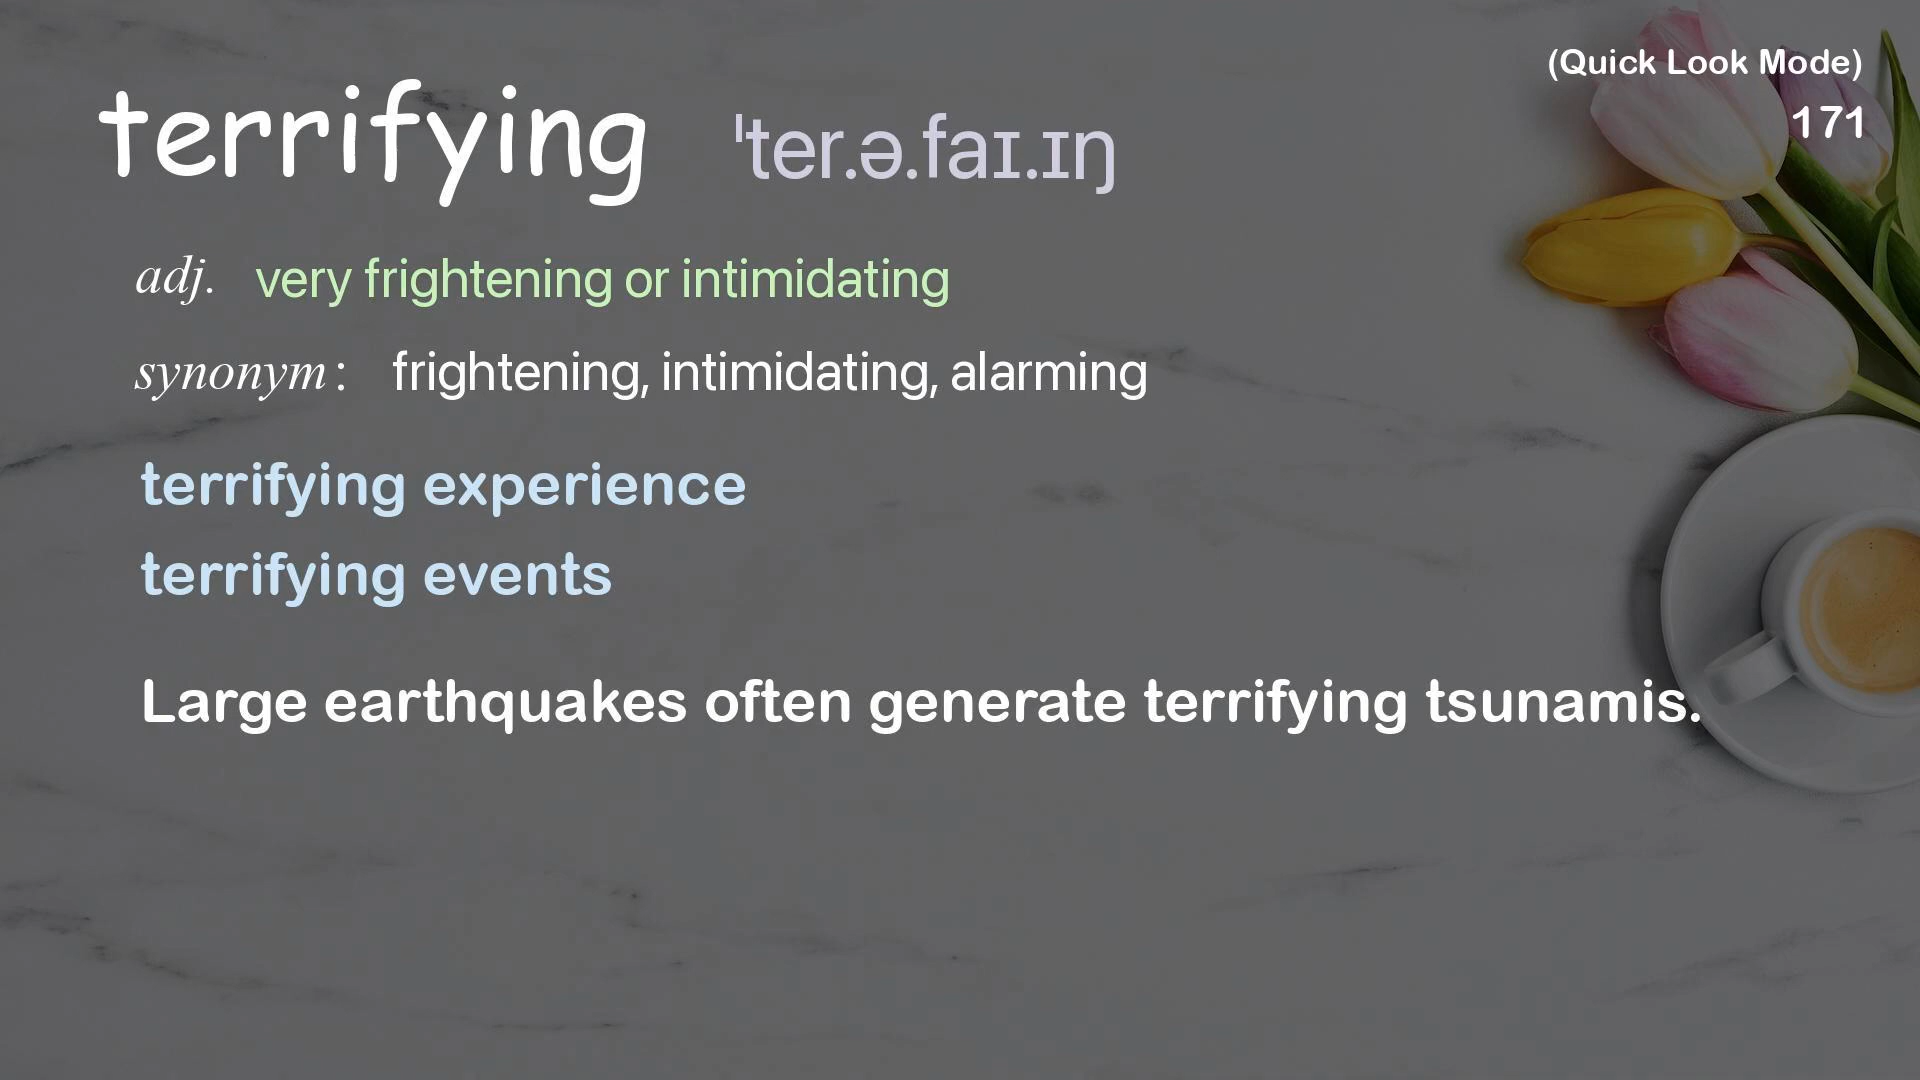 (Quick Look Mode)
171
terrifying ˈter.ə.faɪ.ɪŋ
adj. very frightening or intimidating
synonym : frightening, intimidating, alarming
terrifying experience
terrifying events
Large earthquakes often generate terrifying tsunamis.